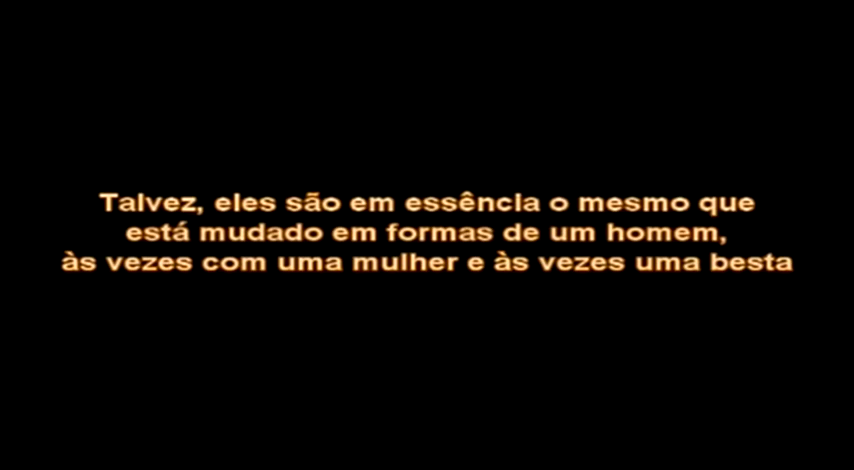 Talvez, eles são em essência o mesmo que
está mudado em formas de um homem,
às vezes com uma mulher e às vezes uma besta